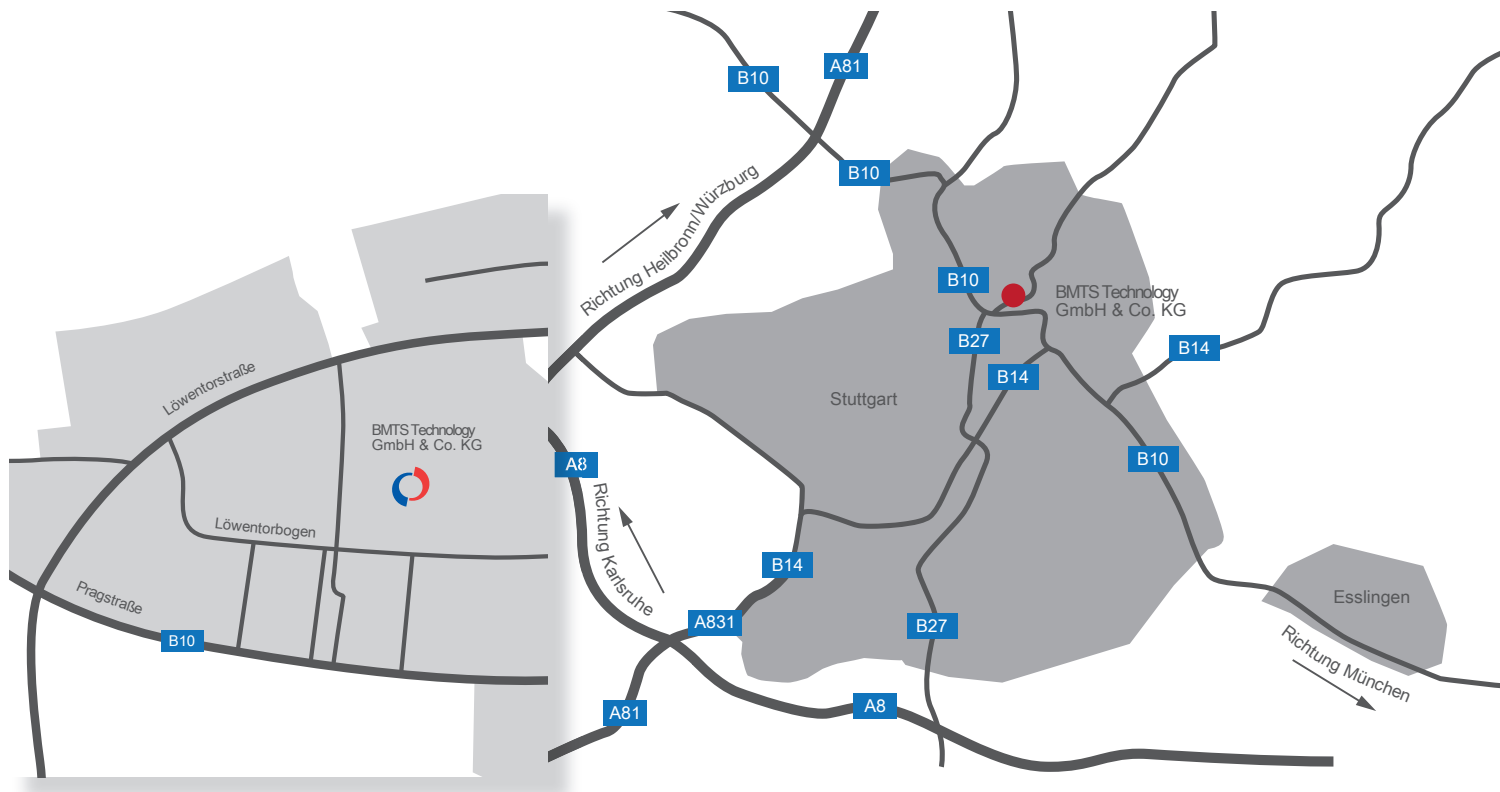 B10
A81
B10
Richtung Heilbronn/Würzburg
B10
BMTS Technology
GmbH & Co. KG
B27
B14
B14
Stuttgart
B10
A8
Richtung Karlsruhe
B14
A831
B27
Esslingen
Richtung München
A81
A8
Löwentorstraße
BMTS Technology
GmbH & Co. KG
Löwentorbogen
Pragstraße
B10